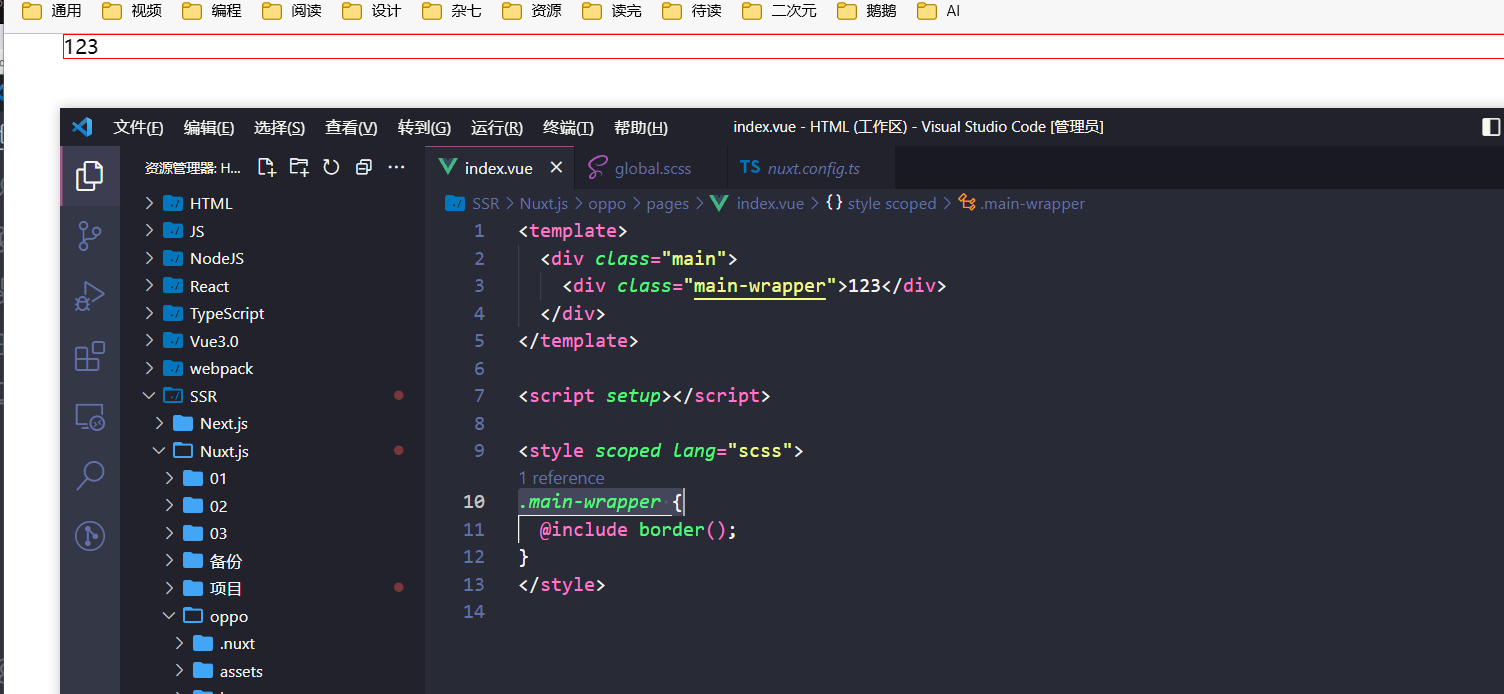 通用 视频 编程 阅读 设计 杂七 资源 读完 待读 二次元 鹅鹅 AI
123
文件(F) 编辑(E) 选择(S) 查看(V) 转到(G) 运行(R) 终端(T) 帮助(H) index.vue - HTML (工作区) - Visual Studio Code [管理员]
资源管理器: H...
index.vue global.scss TS nuxt.config.ts
SSR > Nuxt.js > oppo > pages > index.vue > {} style scoped > .main-wrapper
HTML
JS
NodeJS
React
TypeScript
Vue3.0
webpack
SSR
Next.js
Nuxt.js
01
02
03
备份
项目
oppo
.nuxt
assets
1 <template>
2 <div class="main">
3 <div class="main-wrapper">123</div>
4 </div>
5 </template>
6
7 <script setup></script>
8
9 <style scoped lang="scss">
1 reference
10 .main-wrapper {
11 @include border();
12 }
13 </style>
14